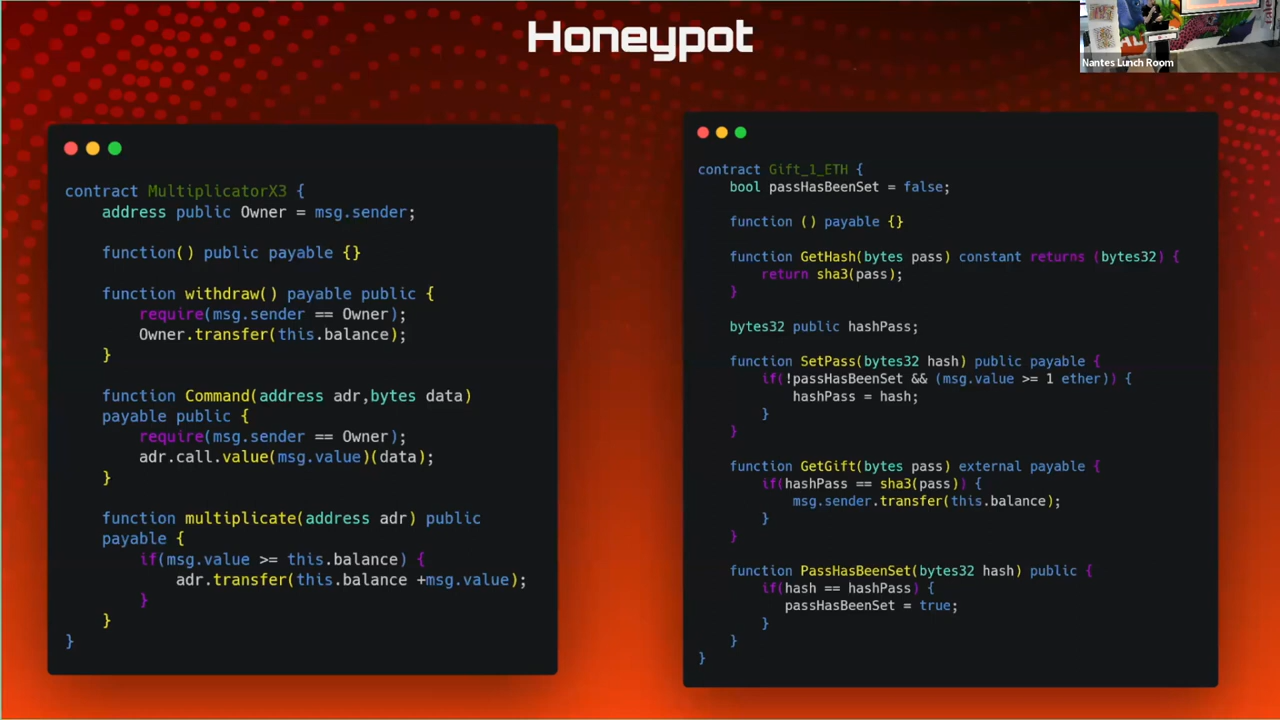 Honeypot
Nantes Lunch Room
contract MultiplicatorX3 {
address public Owner = msg.sender;
function() public payable {}
function withdraw() payable public {
require(msg.sender == Owner);
Owner.transfer(this.balance);
}
function Command(address adr,bytes data)
payable public {
require(msg.sender == Owner);
adr.call.value(msg.value)(data);
}
function multiplicate(address adr) public
payable {
if(msg.value >= this.balance) {
adr.transfer(this.balance +msg.value);
}
}
}
contract Gift_1_ETH {
bool passHasBeenSet = false;
function () payable {}
function GetHash(bytes pass) constant returns (bytes32) {
return sha3(pass);
}
bytes32 public hashPass;
function SetPass(bytes32 hash) public payable {
if(!passHasBeenSet && (msg.value >= 1 ether)) {
hashPass = hash;
}
}
function GetGift(bytes pass) external payable {
if(hashPass == sha3(pass)) {
msg.sender.transfer(this.balance);
}
}
function PassHasBeenSet(bytes32 hash) public {
if(hash == hashPass) {
passHasBeenSet = true;
}
}
}